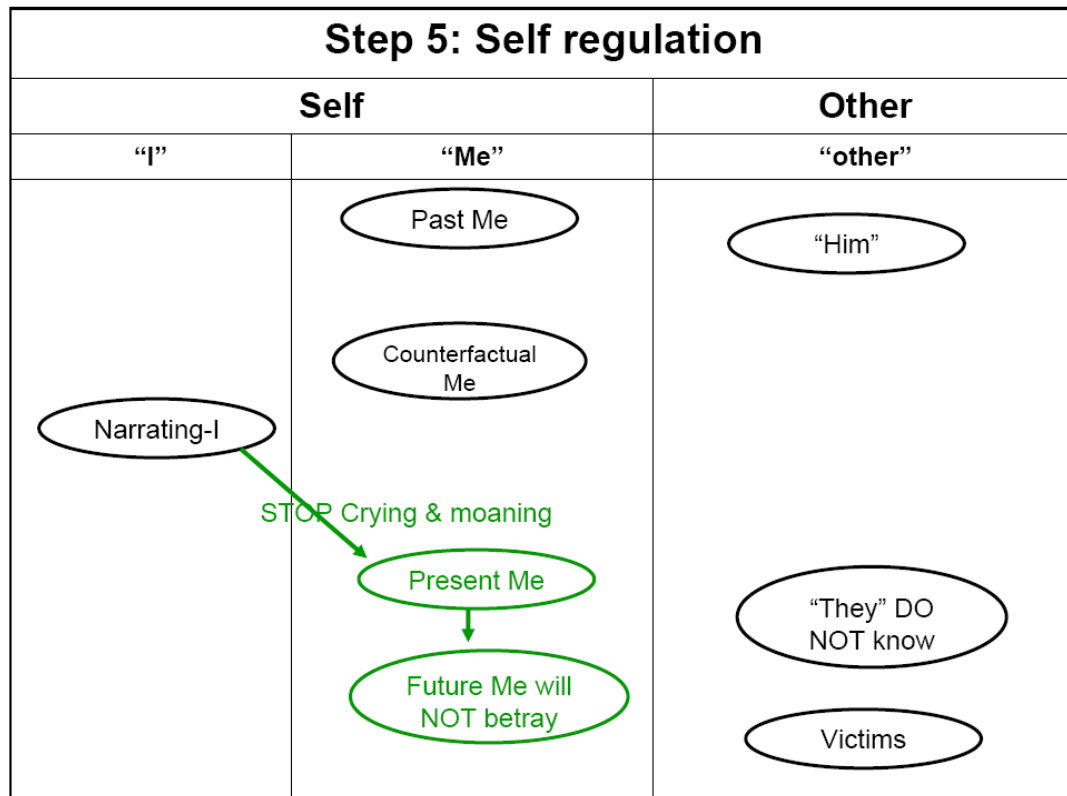 Step 5: Self regulation
Self
Other
“I”
“Me”
“other”
Past Me
“Him”
Counterfactual
Me
Narrating-I
STOP Crying & moaning
Present Me
“They” DO
NOT know
Future Me will
NOT betray
Victims